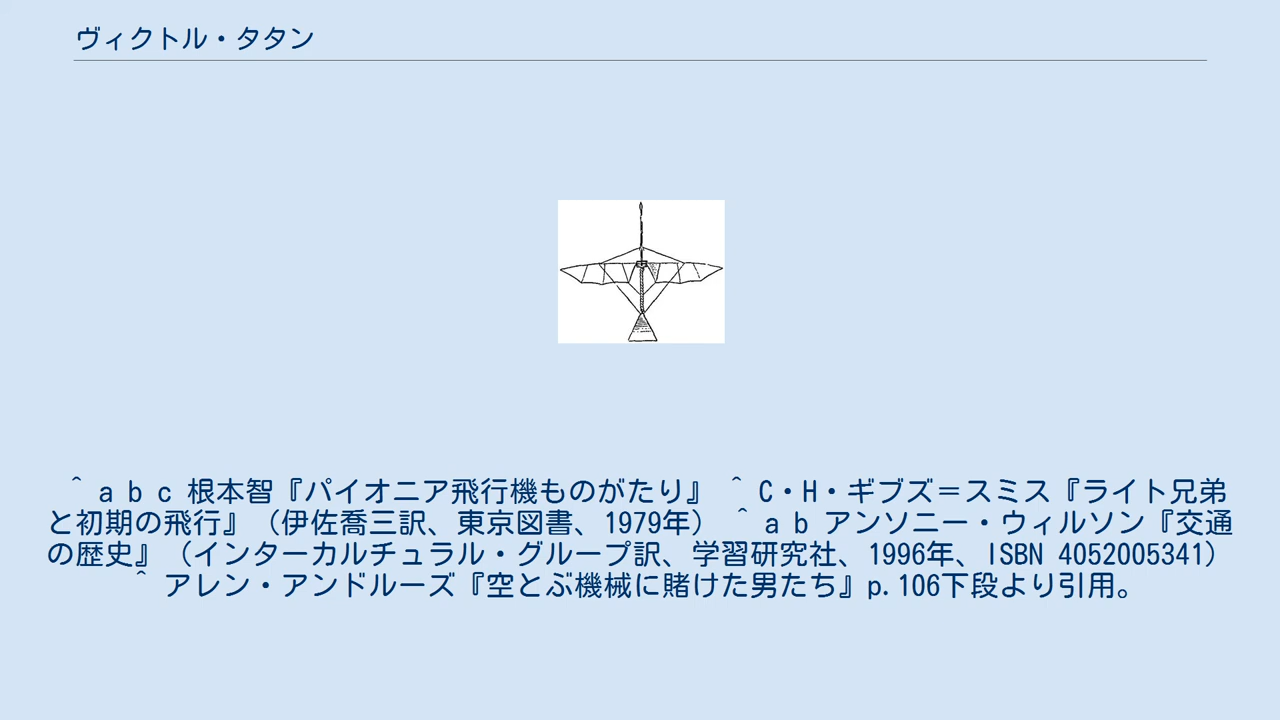 ヴィクトル・タタン
^ a b c 根本智『パイオニア飛行機ものがたり』 ^ C・H・ギブズ＝スミス『ライト兄弟
と初期の飛行』（伊佐喬三訳、東京図書、1979年） ^ a b アンソニー・ウィルソン『交通
の歴史』（インターカルチュラル・グループ訳、学習研究社、1996年、ISBN 4052005341）
^ アレン・アンドルーズ『空とぶ機械に賭けた男たち』p.106下段より引用。